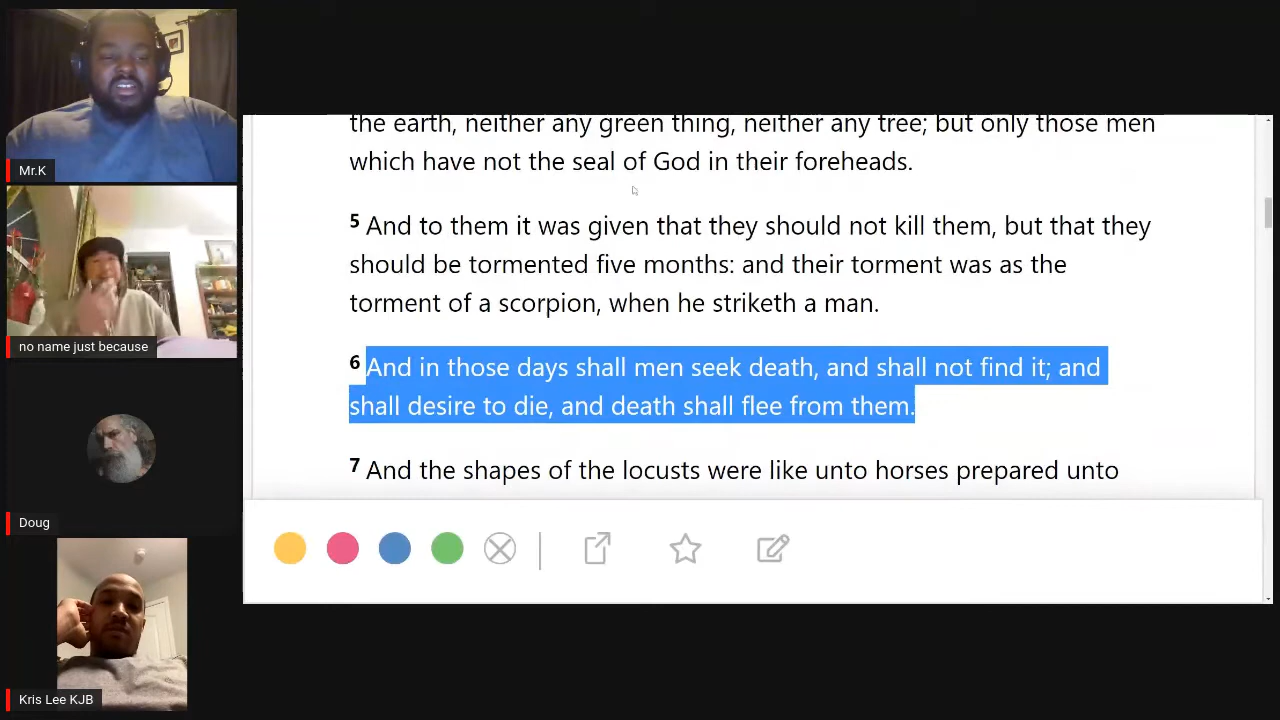 Mr.K
no name just because
Doug
Kris Lee KJB
the earth, neither any green thing, neither any tree; but only those men
which have not the seal of God in their foreheads.
5 And to them it was given that they should not kill them, but that they
should be tormented five months: and their torment was as the
torment of a scorpion, when he striketh a man.
6 And in those days shall men seek death, and shall not find it; and
shall desire to die, and death shall flee from them.
7 And the shapes of the locusts were like unto horses prepared unto